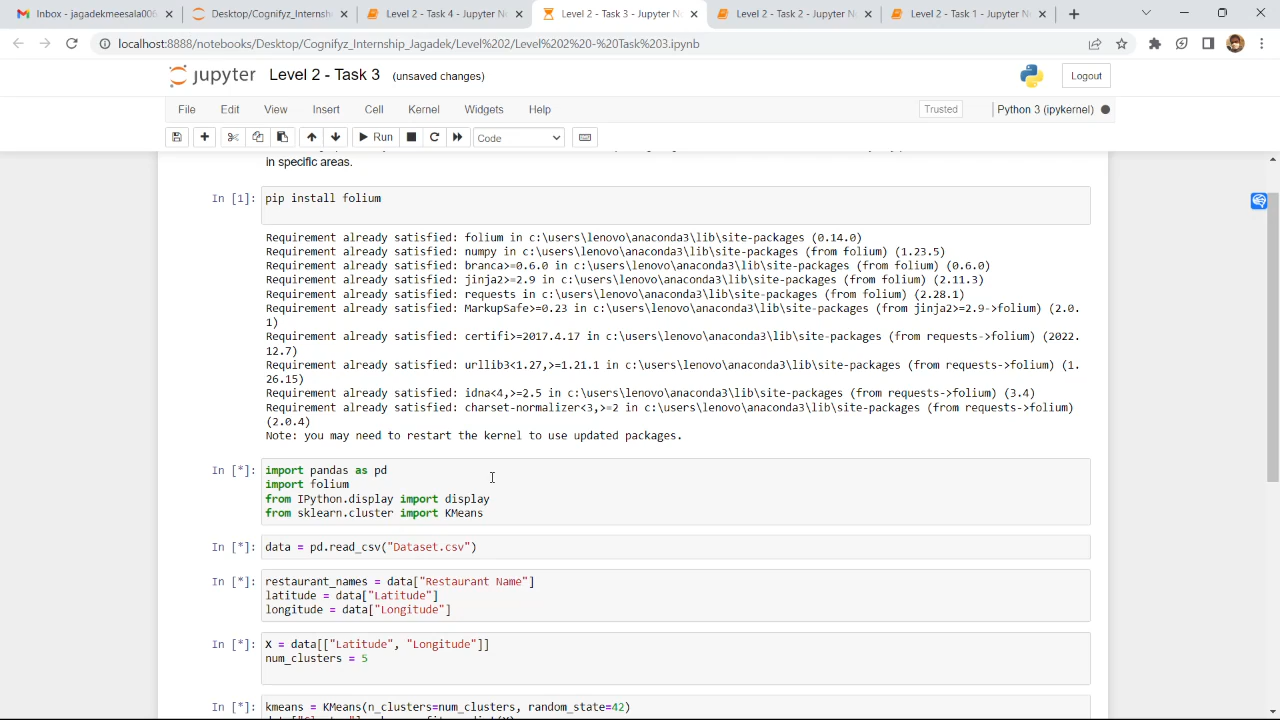 Inbox - jagadekmeesala006
Desktop/Cognifyz_Internsh
Level 2 - Task 4 - Jupyter N
Level 2 - Task 3 - Jupyter N
Level 2 - Task 2 - Jupyter N
Level 2 - Task 1 - Jupyter N
localhost:8888/notebooks/Desktop/Cognifyz_Internship_Jagadek/Level%202/Level%202%20-%20Task%203.ipynb
jupyter Level 2 - Task 3 (unsaved changes)
Logout
File Edit View Insert Cell Kernel Widgets Help
Trusted
Python 3 (ipykernel)
Run
Code
in specific areas.
In [1]: pip install folium
Requirement already satisfied: folium in c:\users\lenovo\anaconda3\lib\site-packages (0.14.0)
Requirement already satisfied: numpy in c:\users\lenovo\anaconda3\lib\site-packages (from folium) (1.23.5)
Requirement already satisfied: branca>=0.6.0 in c:\users\lenovo\anaconda3\lib\site-packages (from folium) (0.6.0)
Requirement already satisfied: jinja2>=2.9 in c:\users\lenovo\anaconda3\lib\site-packages (from folium) (2.11.3)
Requirement already satisfied: requests in c:\users\lenovo\anaconda3\lib\site-packages (from folium) (2.28.1)
Requirement already satisfied: MarkupSafe>=0.23 in c:\users\lenovo\anaconda3\lib\site-packages (from jinja2>=2.9->folium) (2.0.
1)
Requirement already satisfied: certifi>=2017.4.17 in c:\users\lenovo\anaconda3\lib\site-packages (from requests->folium) (2022.
12.7)
Requirement already satisfied: urllib3<1.27,>=1.21.1 in c:\users\lenovo\anaconda3\lib\site-packages (from requests->folium) (1.
26.15)
Requirement already satisfied: idna<4,>=2.5 in c:\users\lenovo\anaconda3\lib\site-packages (from requests->folium) (3.4)
Requirement already satisfied: charset-normalizer<3,>=2 in c:\users\lenovo\anaconda3\lib\site-packages (from requests->folium)
(2.0.4)
Note: you may need to restart the kernel to use updated packages.
In [*]: import pandas as pd
import folium
from IPython.display import display
from sklearn.cluster import KMeans
In [*]: data = pd.read_csv("Dataset.csv")
In [*]: restaurant_names = data["Restaurant Name"]
latitude = data["Latitude"]
longitude = data["Longitude"]
In [*]: X = data[["Latitude", "Longitude"]]
num_clusters = 5
In [*]: kmeans = KMeans(n_clusters=num_clusters, random_state=42)